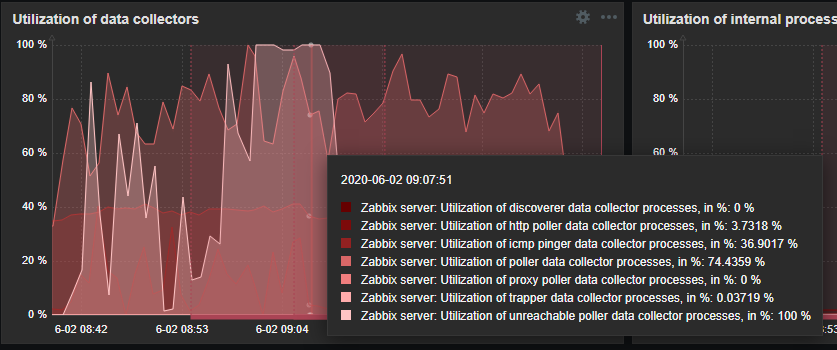 Utilization of data collectors
100 %
80 %
60 %
40 %
20 %
0 %
6-02 08:42
6-02 08:53
6-02 09:04
2020-06-02 09:07:51
Zabbix server: Utilization of discoverer data collector processes, in %: 0 %
Zabbix server: Utilization of http poller data collector processes, in %: 3.7318 %
Zabbix server: Utilization of icmp pinger data collector processes, in %: 36.9017 %
Zabbix server: Utilization of poller data collector processes, in %: 74.4359 %
Zabbix server: Utilization of proxy poller data collector processes, in %: 0 %
Zabbix server: Utilization of trapper data collector processes, in %: 0.03719 %
Zabbix server: Utilization of unreachable poller data collector processes, in %: 100 %
Utilization of internal process
100 %
80 %
60 %
:53